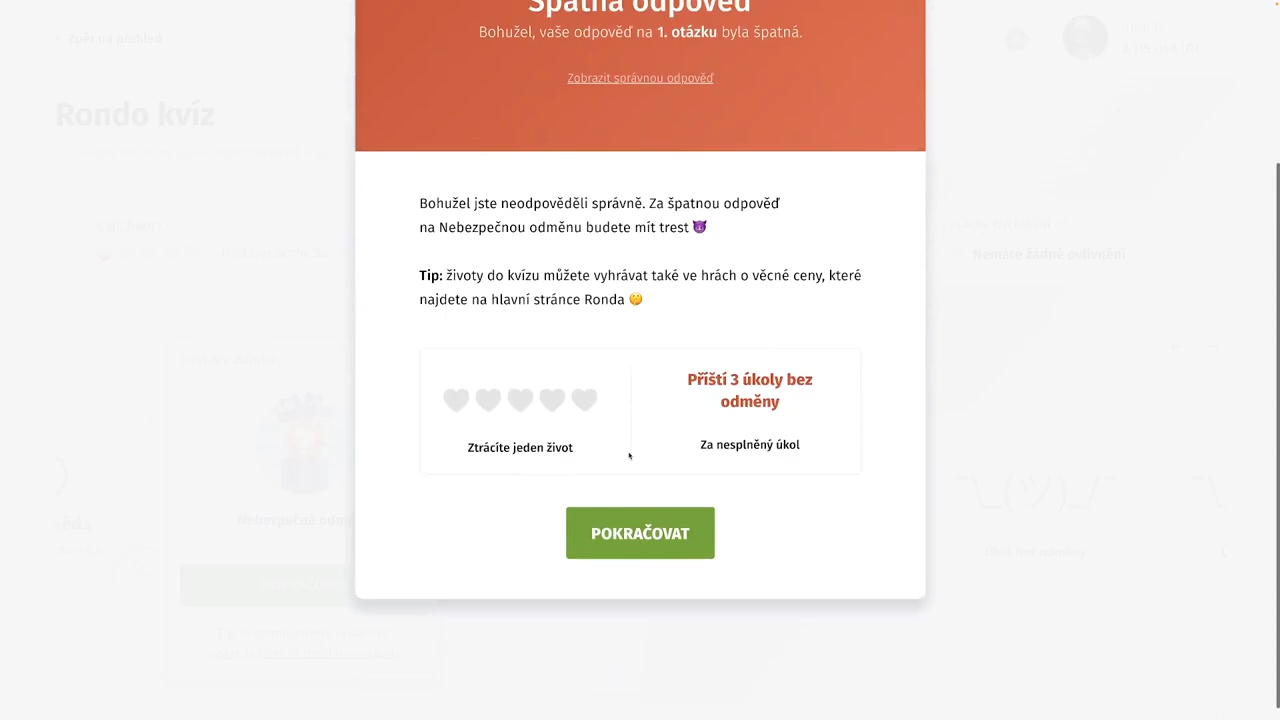 Špatná odpověď
Bohužel, vaše odpověď na 1. otázku byla špatná.
Zpět na přehled
Zobrazit správnou odpověď
Rondo kvíz
Bohužel jste neodpověděli správně. Za špatnou odpověď
na Nebezpečnou odměnu budete mít trest 😈
Nemáte žádné ovlivnění
Tip: životy do kvízu můžete vyhrávat také ve hrách o věcné ceny, které
najdete na hlavní stránce Ronda 🤭
Příští 3 úkoly bez
odměny
Ztrácíte jeden život
Za nesplněný úkol
¯\_(ツ)_/¯
POKRAČOVAT